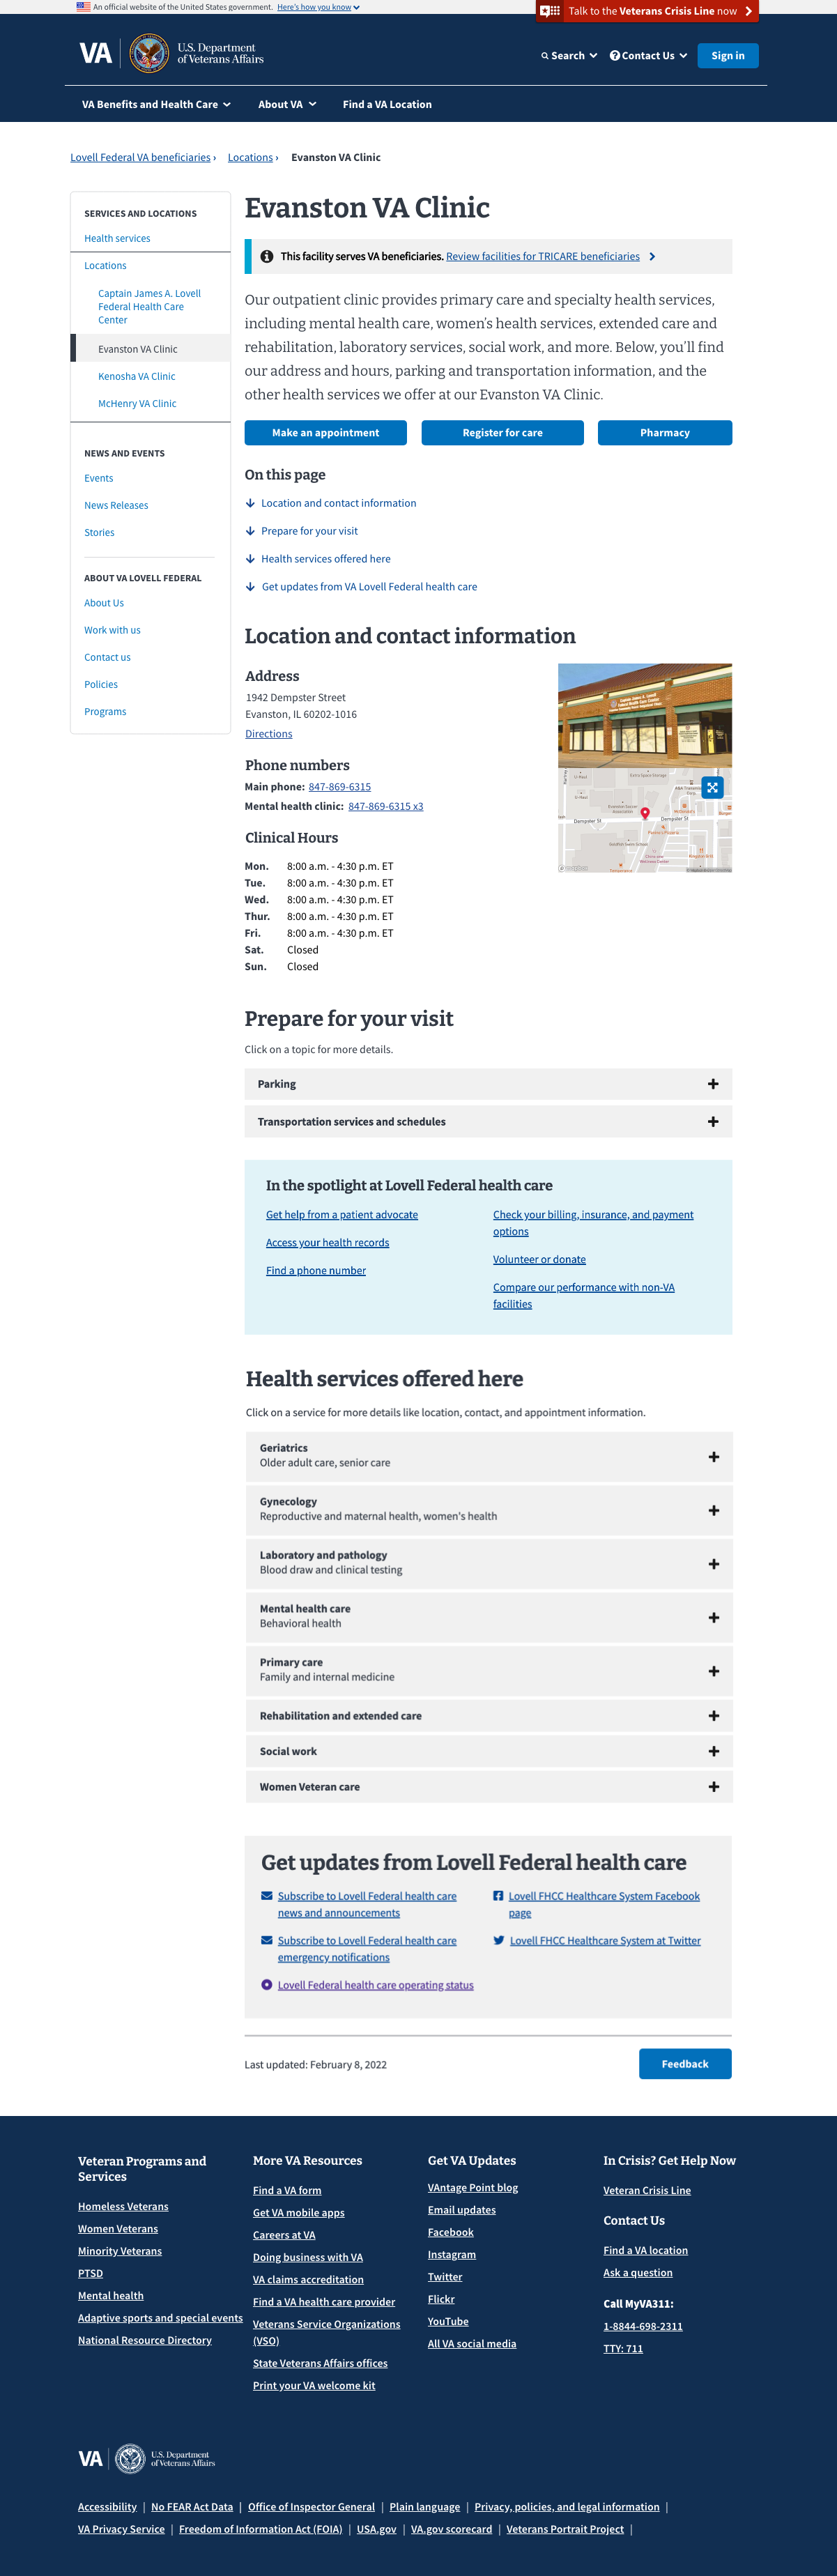 An official website of the United States government. Here's how you know
Talk to the Veterans Crisis Line now
VA
U.S. Department
of Veterans Affairs
Search
Contact Us
Sign in
VA Benefits and Health Care
About VA
Find a VA Location
Lovell Federal VA beneficiaries › Locations › Evanston VA Clinic
SERVICES AND LOCATIONS
Health services
Locations
Captain James A. Lovell
Federal Health Care
Center
Evanston VA Clinic
Kenosha VA Clinic
McHenry VA Clinic
NEWS AND EVENTS
Events
News Releases
Stories
ABOUT VA LOVELL FEDERAL
About Us
Work with us
Contact us
Policies
Programs
Evanston VA Clinic
This facility serves VA beneficiaries. Review facilities for TRICARE beneficiaries
Our outpatient clinic provides primary care and specialty health services,
including mental health care, women's health services, extended care and
rehabilitation, laboratory services, social work, and more. Below, you'll find
our address and hours, parking and transportation information, and the
other health services we offer at our Evanston VA Clinic.
Make an appointment
Register for care
Pharmacy
On this page
Location and contact information
Prepare for your visit
Health services offered here
Get updates from VA Lovell Federal health care
Location and contact information
Address
1942 Dempster Street
Evanston, IL 60202-1016
Directions
Phone numbers
Main phone: 847-869-6315
Mental health clinic: 847-869-6315 x3
Clinical Hours
Mon. 8:00 a.m. - 4:30 p.m. ET
Tue. 8:00 a.m. - 4:30 p.m. ET
Wed. 8:00 a.m. - 4:30 p.m. ET
Thur. 8:00 a.m. - 4:30 p.m. ET
Fri. 8:00 a.m. - 4:30 p.m. ET
Sat. Closed
Sun. Closed
Dempster St
Dempster St
Prepare for your visit
Click on a topic for more details.
Parking
Transportation services and schedules
In the spotlight at Lovell Federal health care
Get help from a patient advocate
Access your health records
Find a phone number
Check your billing, insurance, and payment
options
Volunteer or donate
Compare our performance with non-VA
facilities
Health services offered here
Click on a service for more details like location, contact, and appointment information.
Geriatrics
Older adult care, senior care
Gynecology
Reproductive and maternal health, women's health
Laboratory and pathology
Blood draw and clinical testing
Mental health care
Behavioral health
Primary care
Family and internal medicine
Rehabilitation and extended care
Social work
Women Veteran care
Get updates from Lovell Federal health care
Subscribe to Lovell Federal health care
news and announcements
Subscribe to Lovell Federal health care
emergency notifications
Lovell Federal health care operating status
Lovell FHCC Healthcare System Facebook
page
Lovell FHCC Healthcare System at Twitter
Last updated: February 8, 2022
Feedback
Veteran Programs and
Services
Homeless Veterans
Women Veterans
Minority Veterans
PTSD
Mental health
Adaptive sports and special events
National Resource Directory
More VA Resources
Find a VA form
Get VA mobile apps
Careers at VA
Doing business with VA
VA claims accreditation
Find a VA health care provider
Veterans Service Organizations
(VSO)
State Veterans Affairs offices
Print your VA welcome kit
Get VA Updates
VAntage Point blog
Email updates
Facebook
Instagram
Twitter
Flickr
YouTube
All VA social media
In Crisis? Get Help Now
Veteran Crisis Line
Contact Us
Find a VA location
Ask a question
Call MyVA311:
1-8844-698-2311
TTY: 711
VA
U.S. Department
of Veterans Affairs
Accessibility | No FEAR Act Data | Office of Inspector General | Plain language | Privacy, policies, and legal information |
VA Privacy Service | Freedom of Information Act (FOIA) | USA.gov | VA.gov scorecard | Veterans Portrait Project |